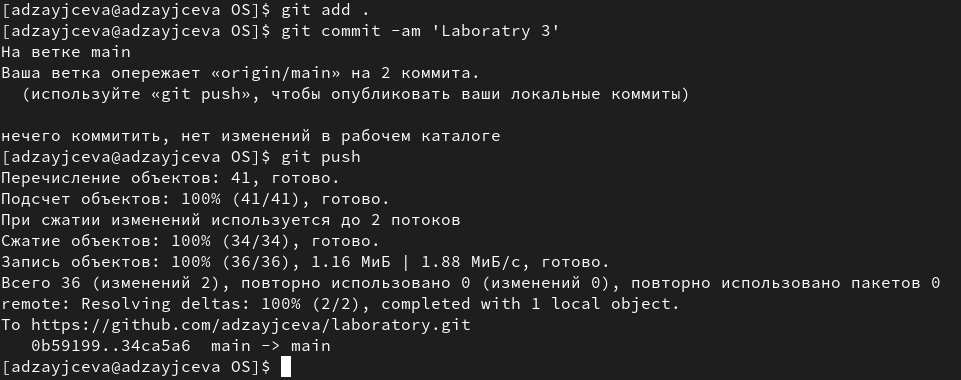 [adzayjceva@adzayjceva OS]$ git add .
[adzayjceva@adzayjceva OS]$ git commit -am 'Laboratry 3'
На ветке main
Ваша ветка опережает «origin/main» на 2 коммита.
  (используйте «git push», чтобы опубликовать ваши локальные коммиты)

нечего коммитить, нет изменений в рабочем каталоге
[adzayjceva@adzayjceva OS]$ git push
Перечисление объектов: 41, готово.
Подсчет объектов: 100% (41/41), готово.
При сжатии изменений используется до 2 потоков
Сжатие объектов: 100% (34/34), готово.
Запись объектов: 100% (36/36), 1.16 МиБ | 1.88 МиБ/с, готово.
Всего 36 (изменений 2), повторно использовано 0 (изменений 0), повторно использовано пакетов 0
remote: Resolving deltas: 100% (2/2), completed with 1 local object.
To https://github.com/adzayjceva/laboratory.git
   0b59199..34ca5a6  main -> main
[adzayjceva@adzayjceva OS]$